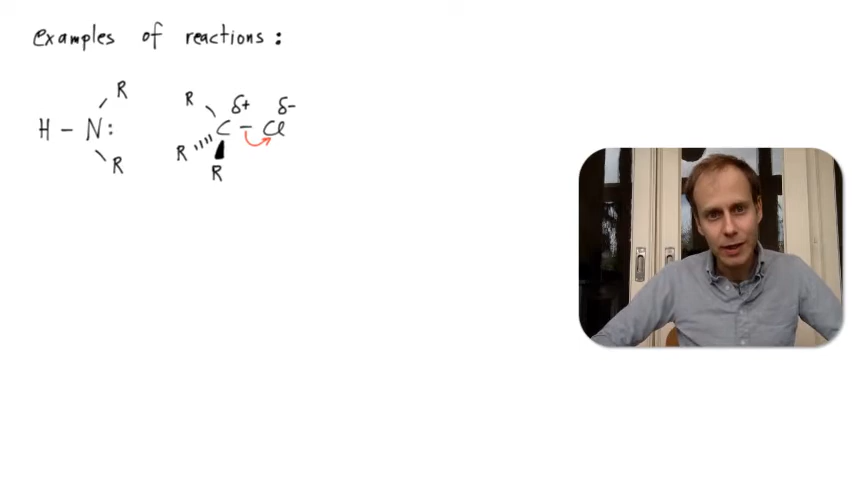 examples of reactions:
R R δ+ δ-
H - N: C - Cl
R R
R